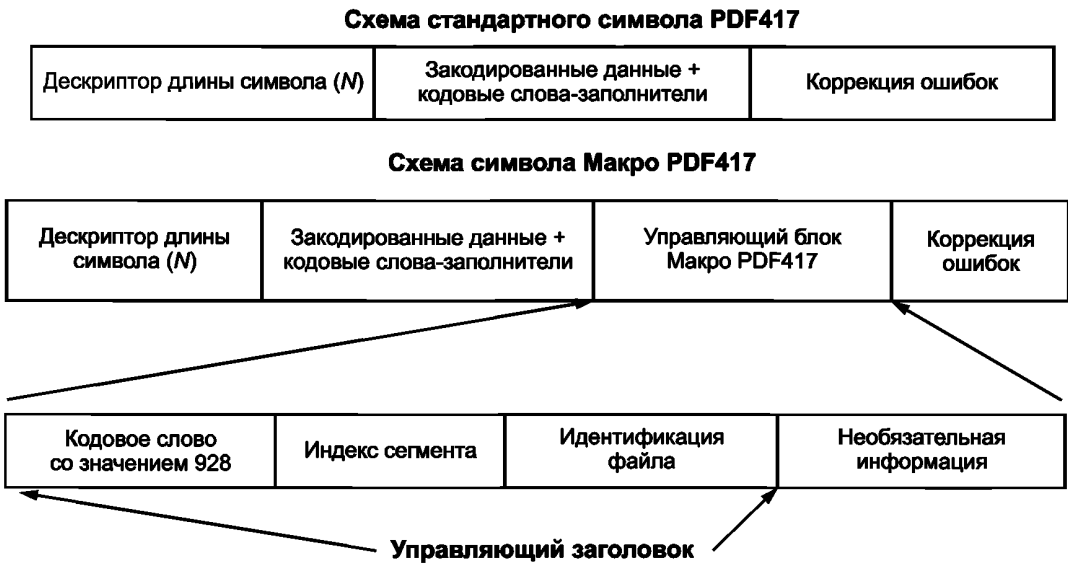 Схема стандартного символа PDF417
Дескриптор длины символа (N)
Закодированные данные +
кодовые слова-заполнители
Коррекция ошибок
Схема символа Макро PDF417
Дескриптор длины
символа (N)
Закодированные данные +
кодовые слова-заполнители
Управляющий блок
Макро PDF417
Коррекция
ошибок
Кодовое слово
со значением 928
Индекс сегмента
Идентификация
файла
Необязательная
информация
Управляющий заголовок